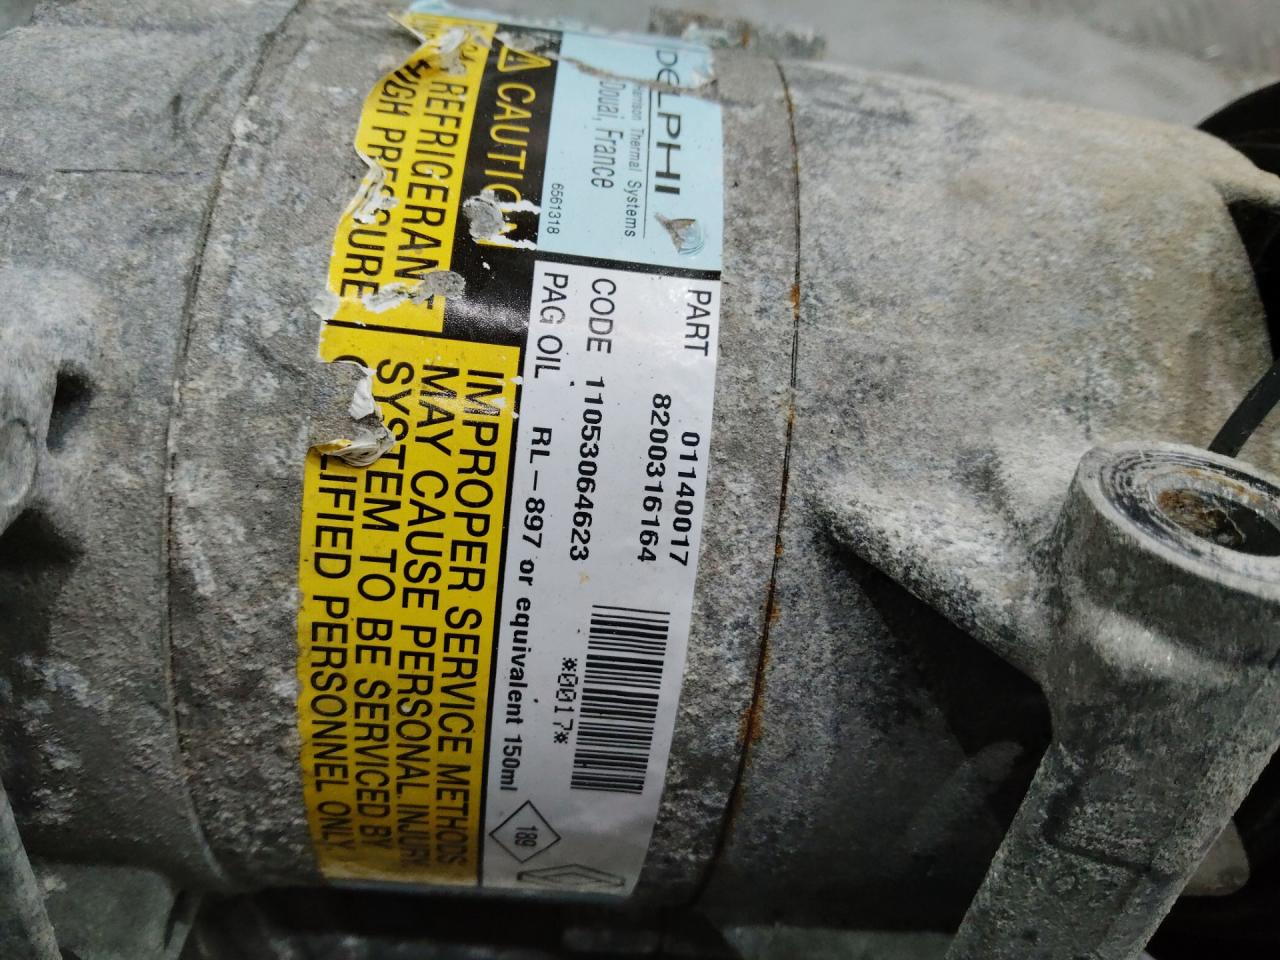 DELPHI
Harrison Thermal Systems
Douai, France
6561318
PART 01140017
8200316164
CODE 11053064623
*0017*
PAG OIL RL-897 or equivalent 150ml
189
CAUTION
REFRIGERANT
HIGH PRESSURE
IMPROPER SERVICE METHODS
MAY CAUSE PERSONAL INJURY
SYSTEM TO BE SERVICED BY
PERSONNEL ONLY